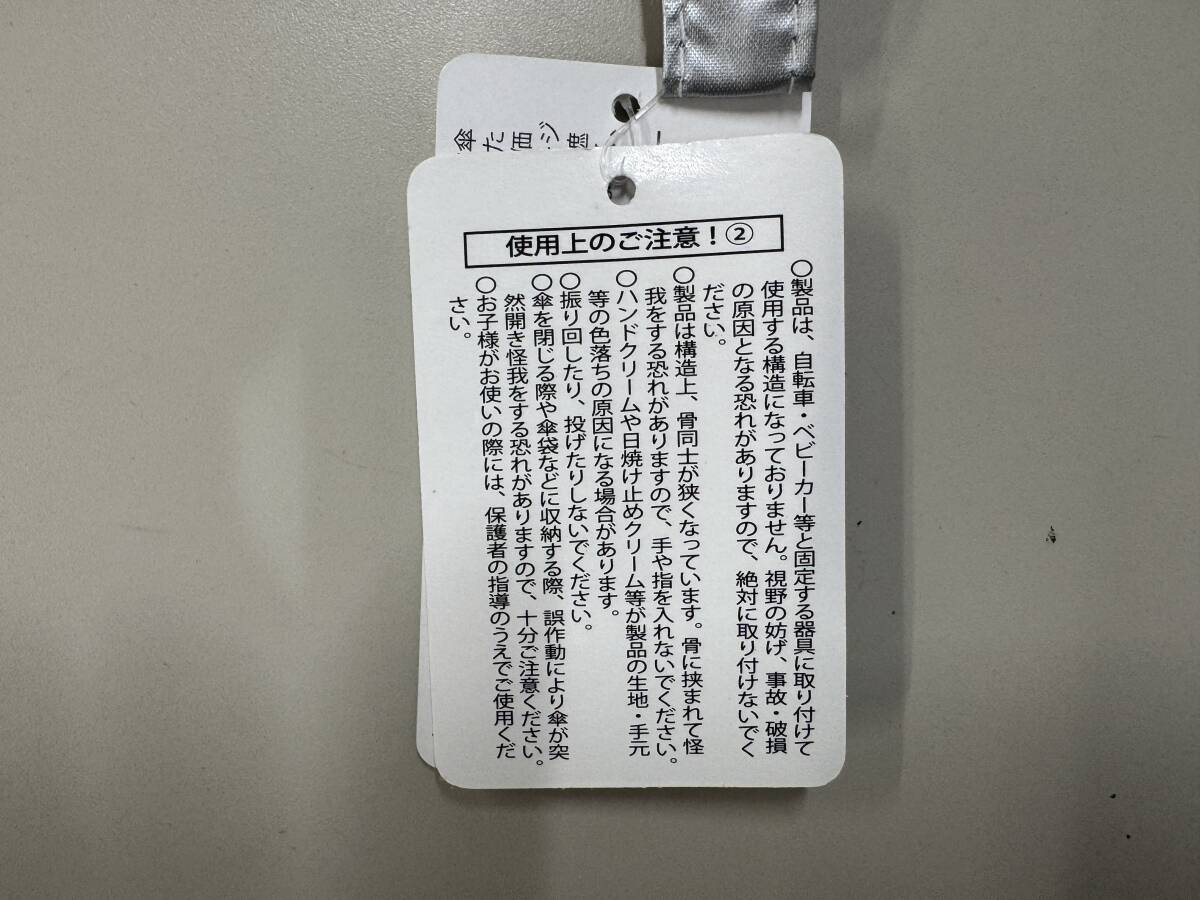 使用上のご注意！②
〇製品は、自転車・ベビーカー等と固定する器具に取り付けて
使用する構造になっておりません。視野の妨げ、事故・破損
の原因となる恐れがありますので、絶対に取り付けないでく
ださい。
〇製品は構造上、骨同士が狭くなっています。骨に挟まれて怪
我をする恐れがありますので、手や指を入れないでください。
〇ハンドクリームや日焼け止めクリーム等が製品の生地・手元
等の色落ちの原因になる場合があります。
〇振り回したり、投げたりしないでください。
〇傘を閉じる際や傘袋などに収納する際、誤作動により傘が突
然開き怪我をする恐れがありますので、十分ご注意ください。
〇お子様がお使いの際には、保護者の指導のうえでご使用くだ
さい。